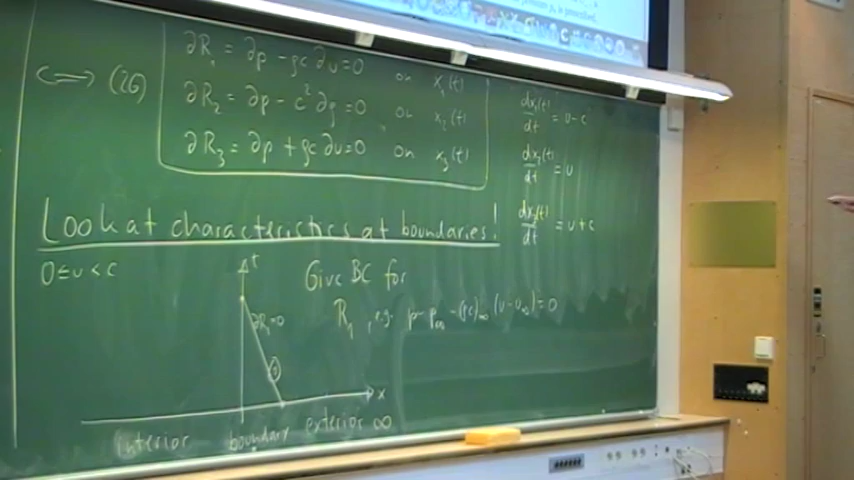 ∂R₁ = ∂p - ρc ∂u = 0 on x₁(t)
⟺ (26) ∂R₂ = ∂p - c² ∂ρ = 0 on x₂(t)
∂R₃ = ∂p + ρc ∂u = 0 on x₃(t)
dx₁(t)/dt = u - c
dx₂(t)/dt = u
dx₃(t)/dt = u + c
Look at characteristics at boundaries!
0 ≤ u < c
Give BC for
R₁, e.g. p - p∞ - (ρc)∞ (u - u∞) = 0
t
∂R₁ = 0
①
x
interior boundary exterior ∞